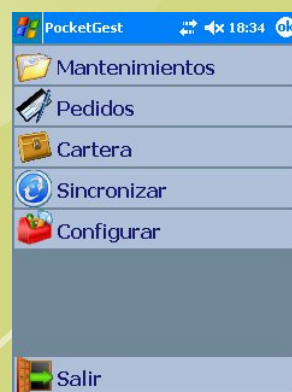 PocketGest 18:34 ok
Mantenimientos
Pedidos
Cartera
Sincronizar
Configurar
Salir